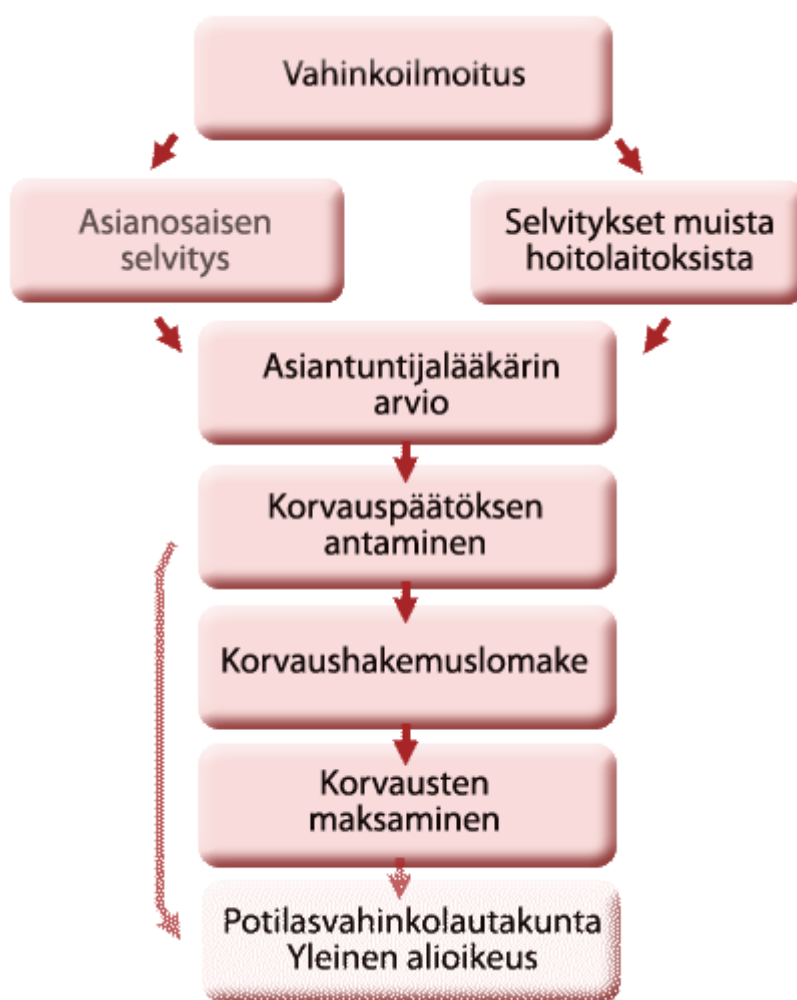 Vahinkoilmoitus
Asianosaisen
selvitys
Selvitykset muista
hoitolaitoksista
Asiantuntijalääkärin
arvio
Korvauspäätöksen
antaminen
Korvaushakemuslomake
Korvausten
maksaminen
Potilasvahinkolautakunta
Yleinen alioikeus